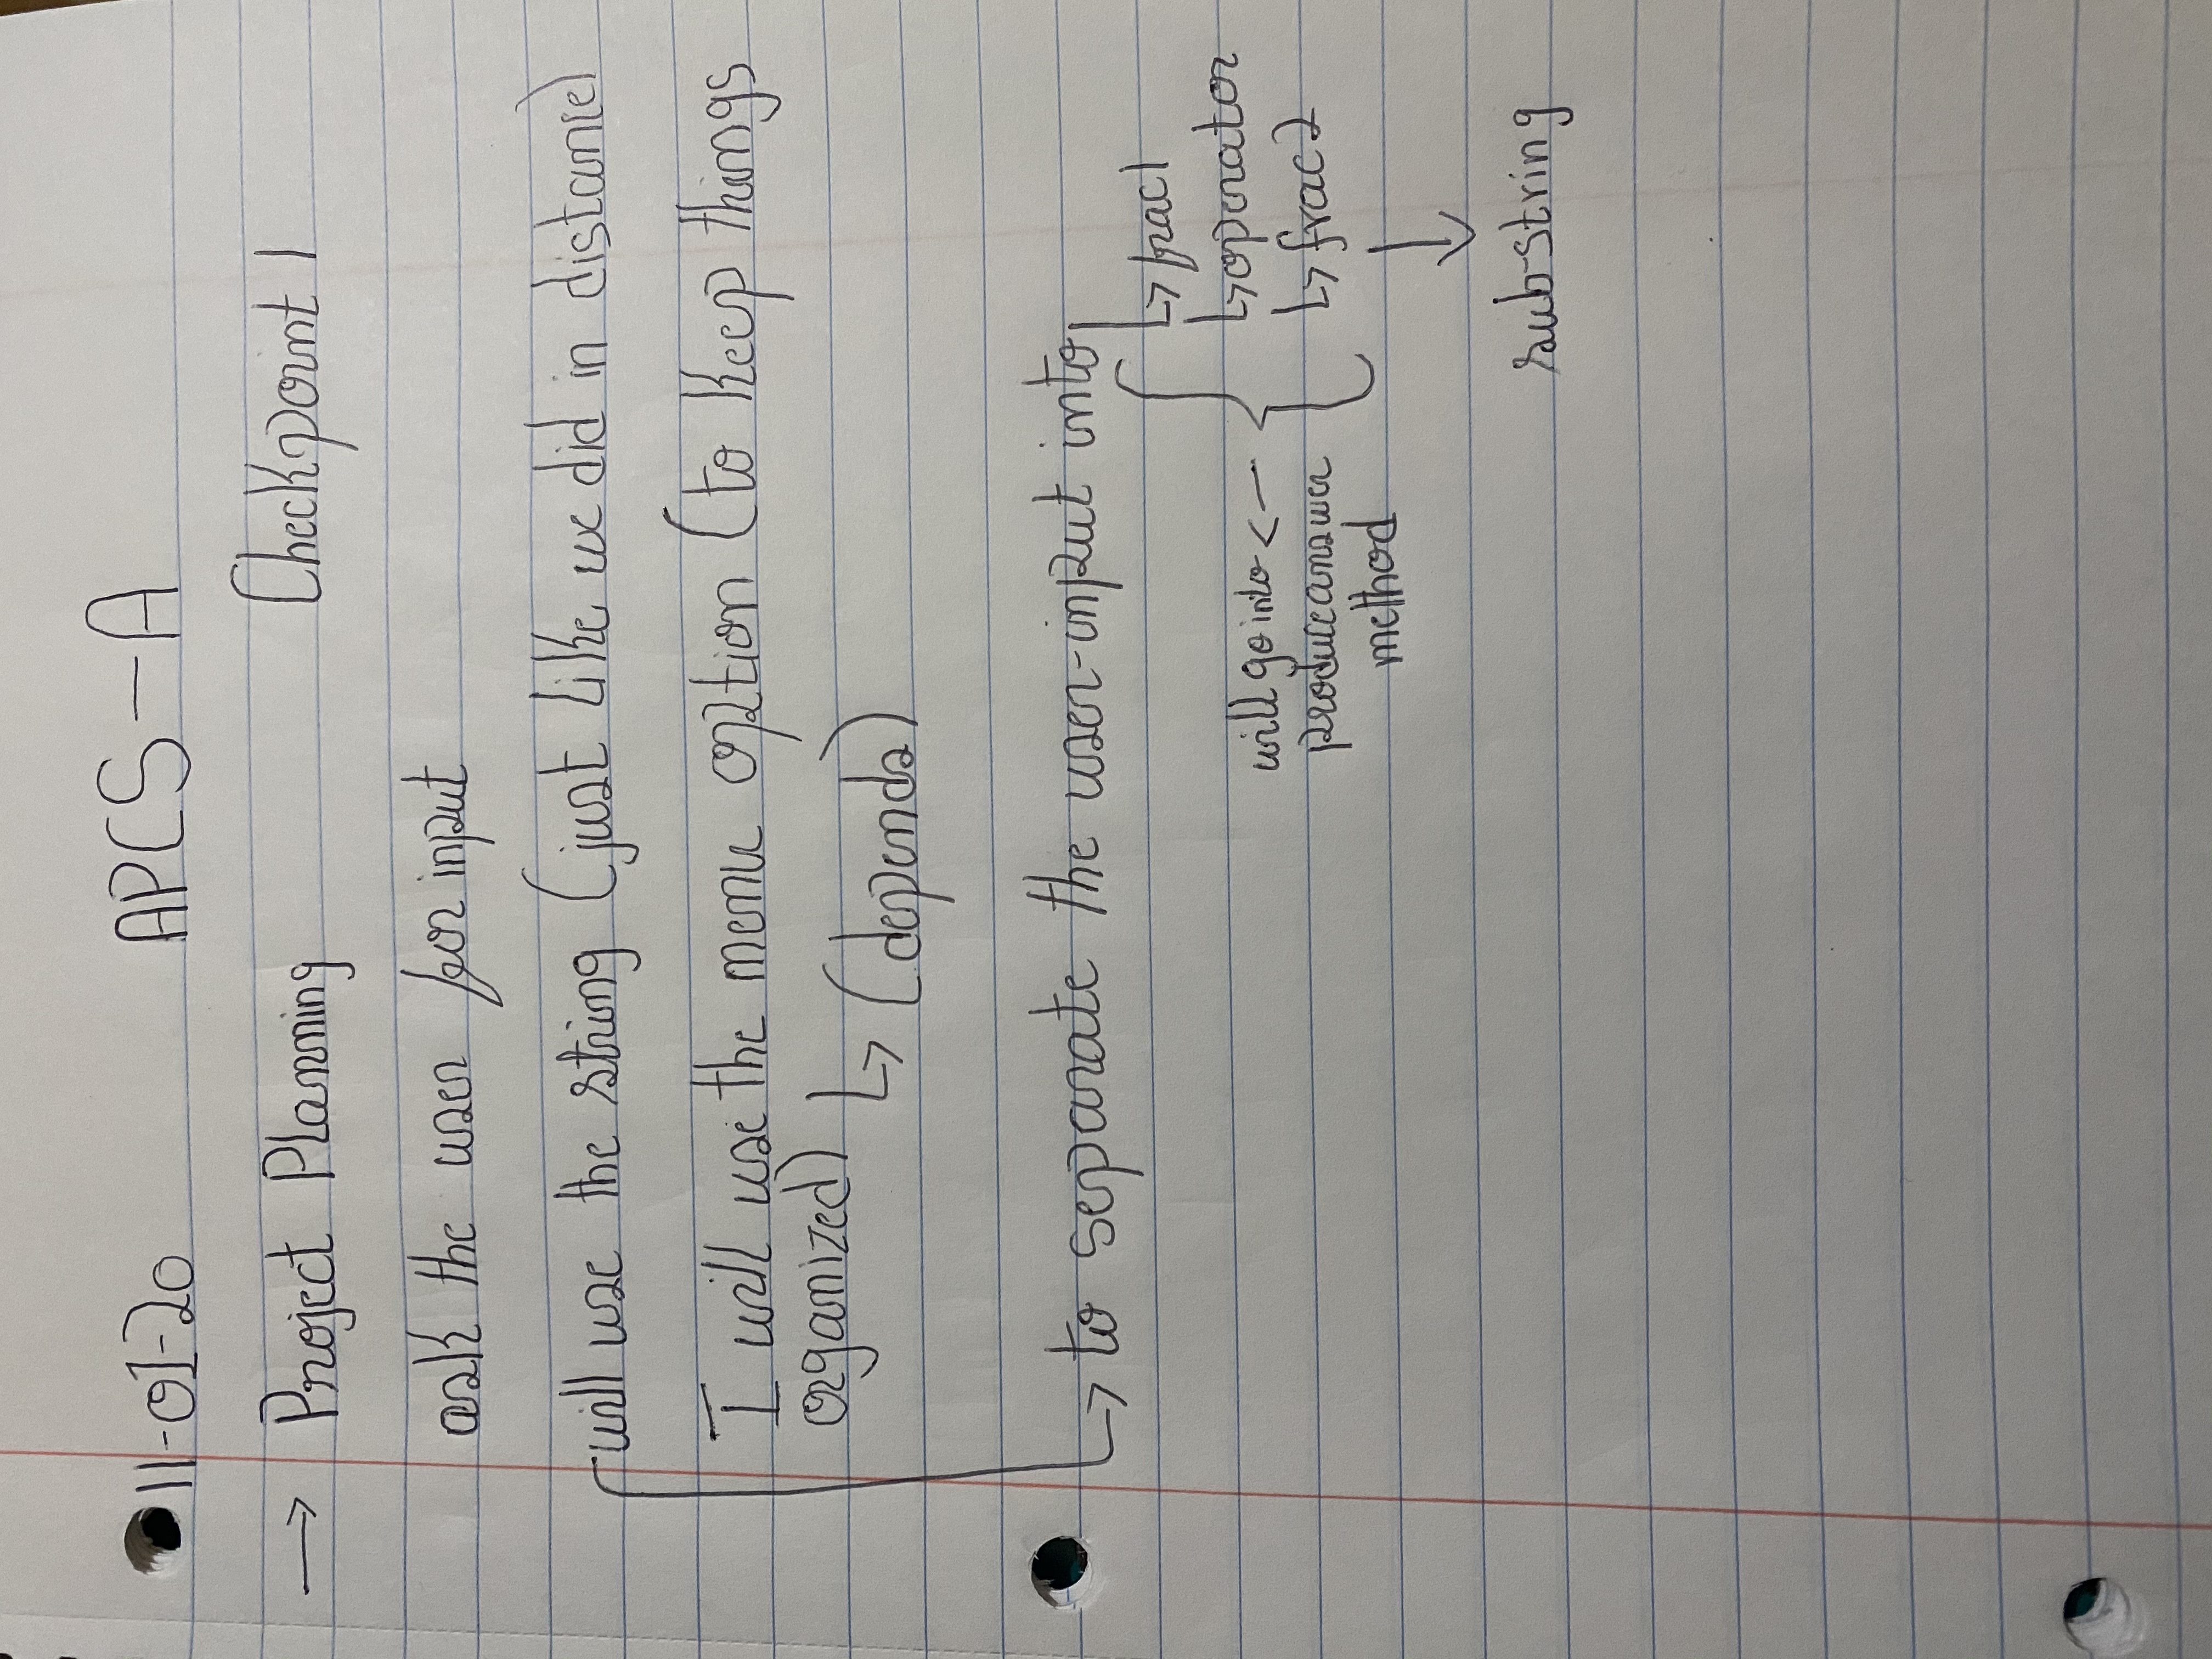 11-01-20 APCS-A
→ Project Planning Checkpoint 1
ask the user for input
will use the string (just like we did in distance)
I will use the menu option (to keep things
organized) ↳ (depends)
↳ to separate the user-input into
↳ frac1
↳ operator
↳ frac2
will go into <-
produceanswer
method
↓
sub-string